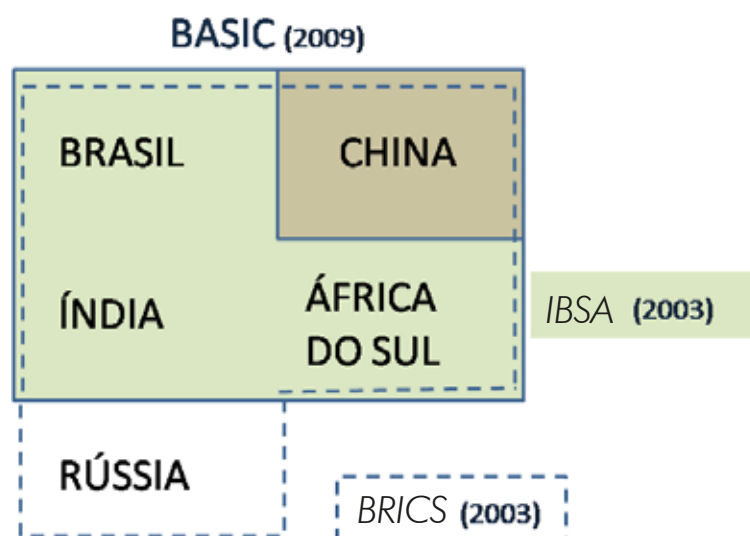 BASIC (2009)
BRASIL
CHINA
ÍNDIA
ÁFRICA
DO SUL
IBSA (2003)
RÚSSIA
BRICS (2003)